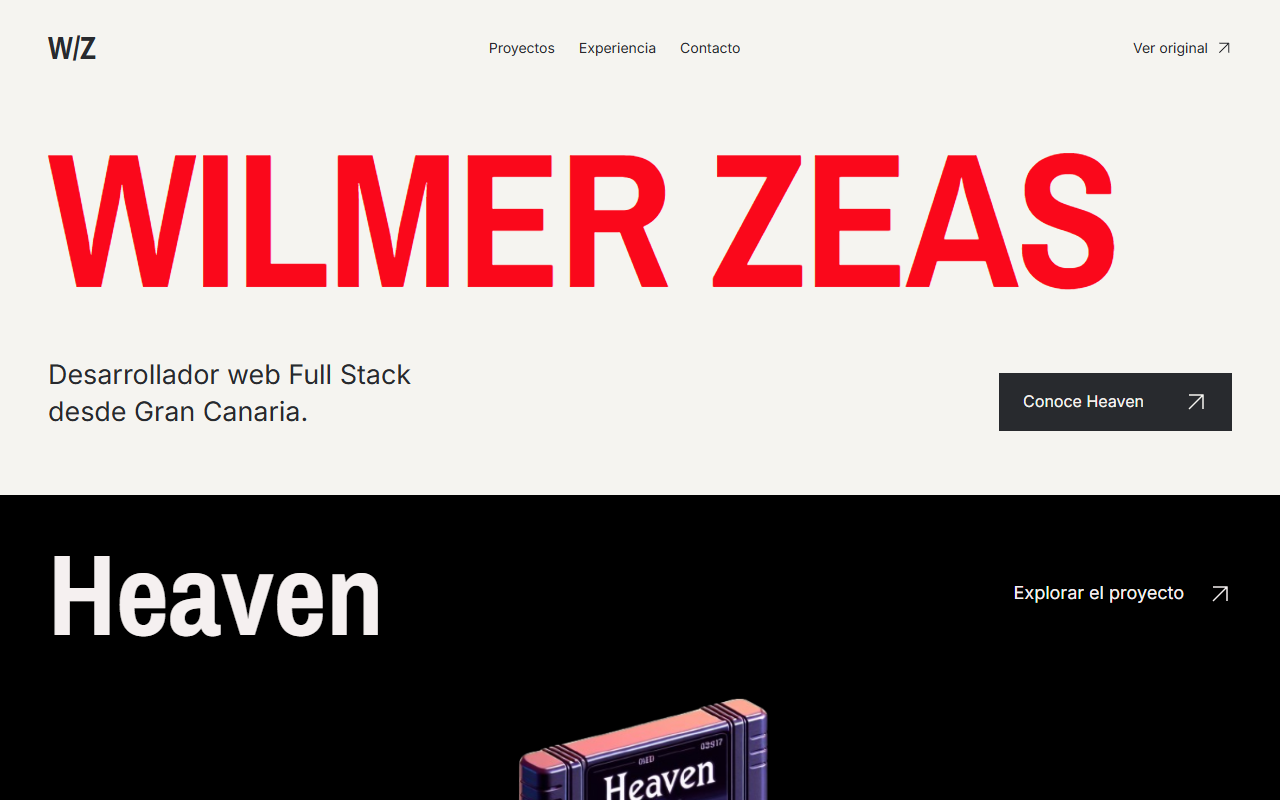 W/Z
Proyectos Experiencia Contacto
Ver original
WILMER ZEAS
Desarrollador web Full Stack
desde Gran Canaria.
Conoce Heaven
Heaven
Explorar el proyecto
Heaven